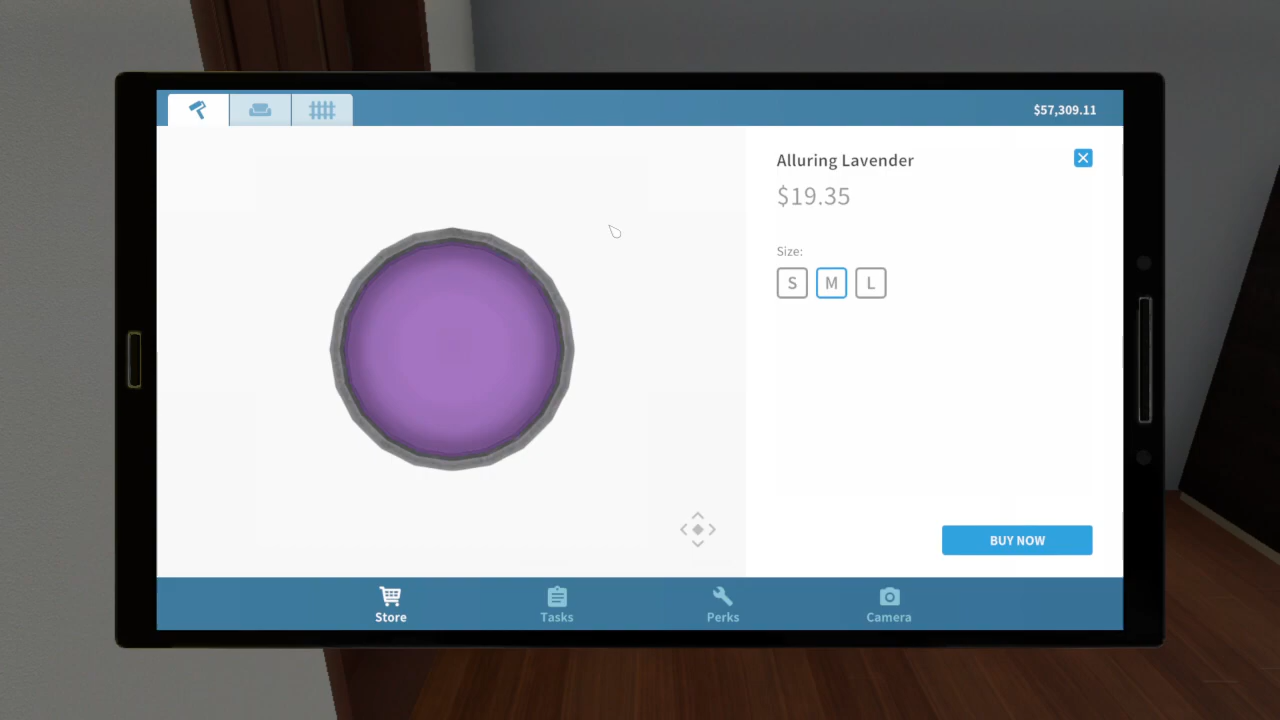 $57,309.11
Alluring Lavender
$19.35
Size:
S M L
BUY NOW
Store Tasks Perks Camera